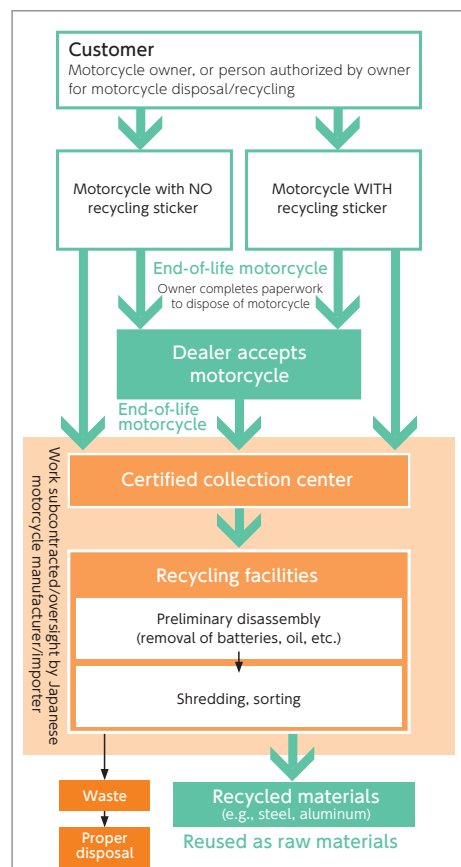 Customer
Motorcycle owner, or person authorized by owner
for motorcycle disposal/recycling
Motorcycle with NO
recycling sticker
Motorcycle WITH
recycling sticker
End-of-life motorcycle
Owner completes paperwork
to dispose of motorcycle
Dealer accepts
motorcycle
End-of-life
motorcycle
Work subcontracted/oversight by Japanese
motorcycle manufacturer/importer
Certified collection center
Recycling facilities
Preliminary disassembly
(removal of batteries, oil, etc.)
Shredding, sorting
Waste
Proper
disposal
Recycled materials
(e.g., steel, aluminum)
Reused as raw materials